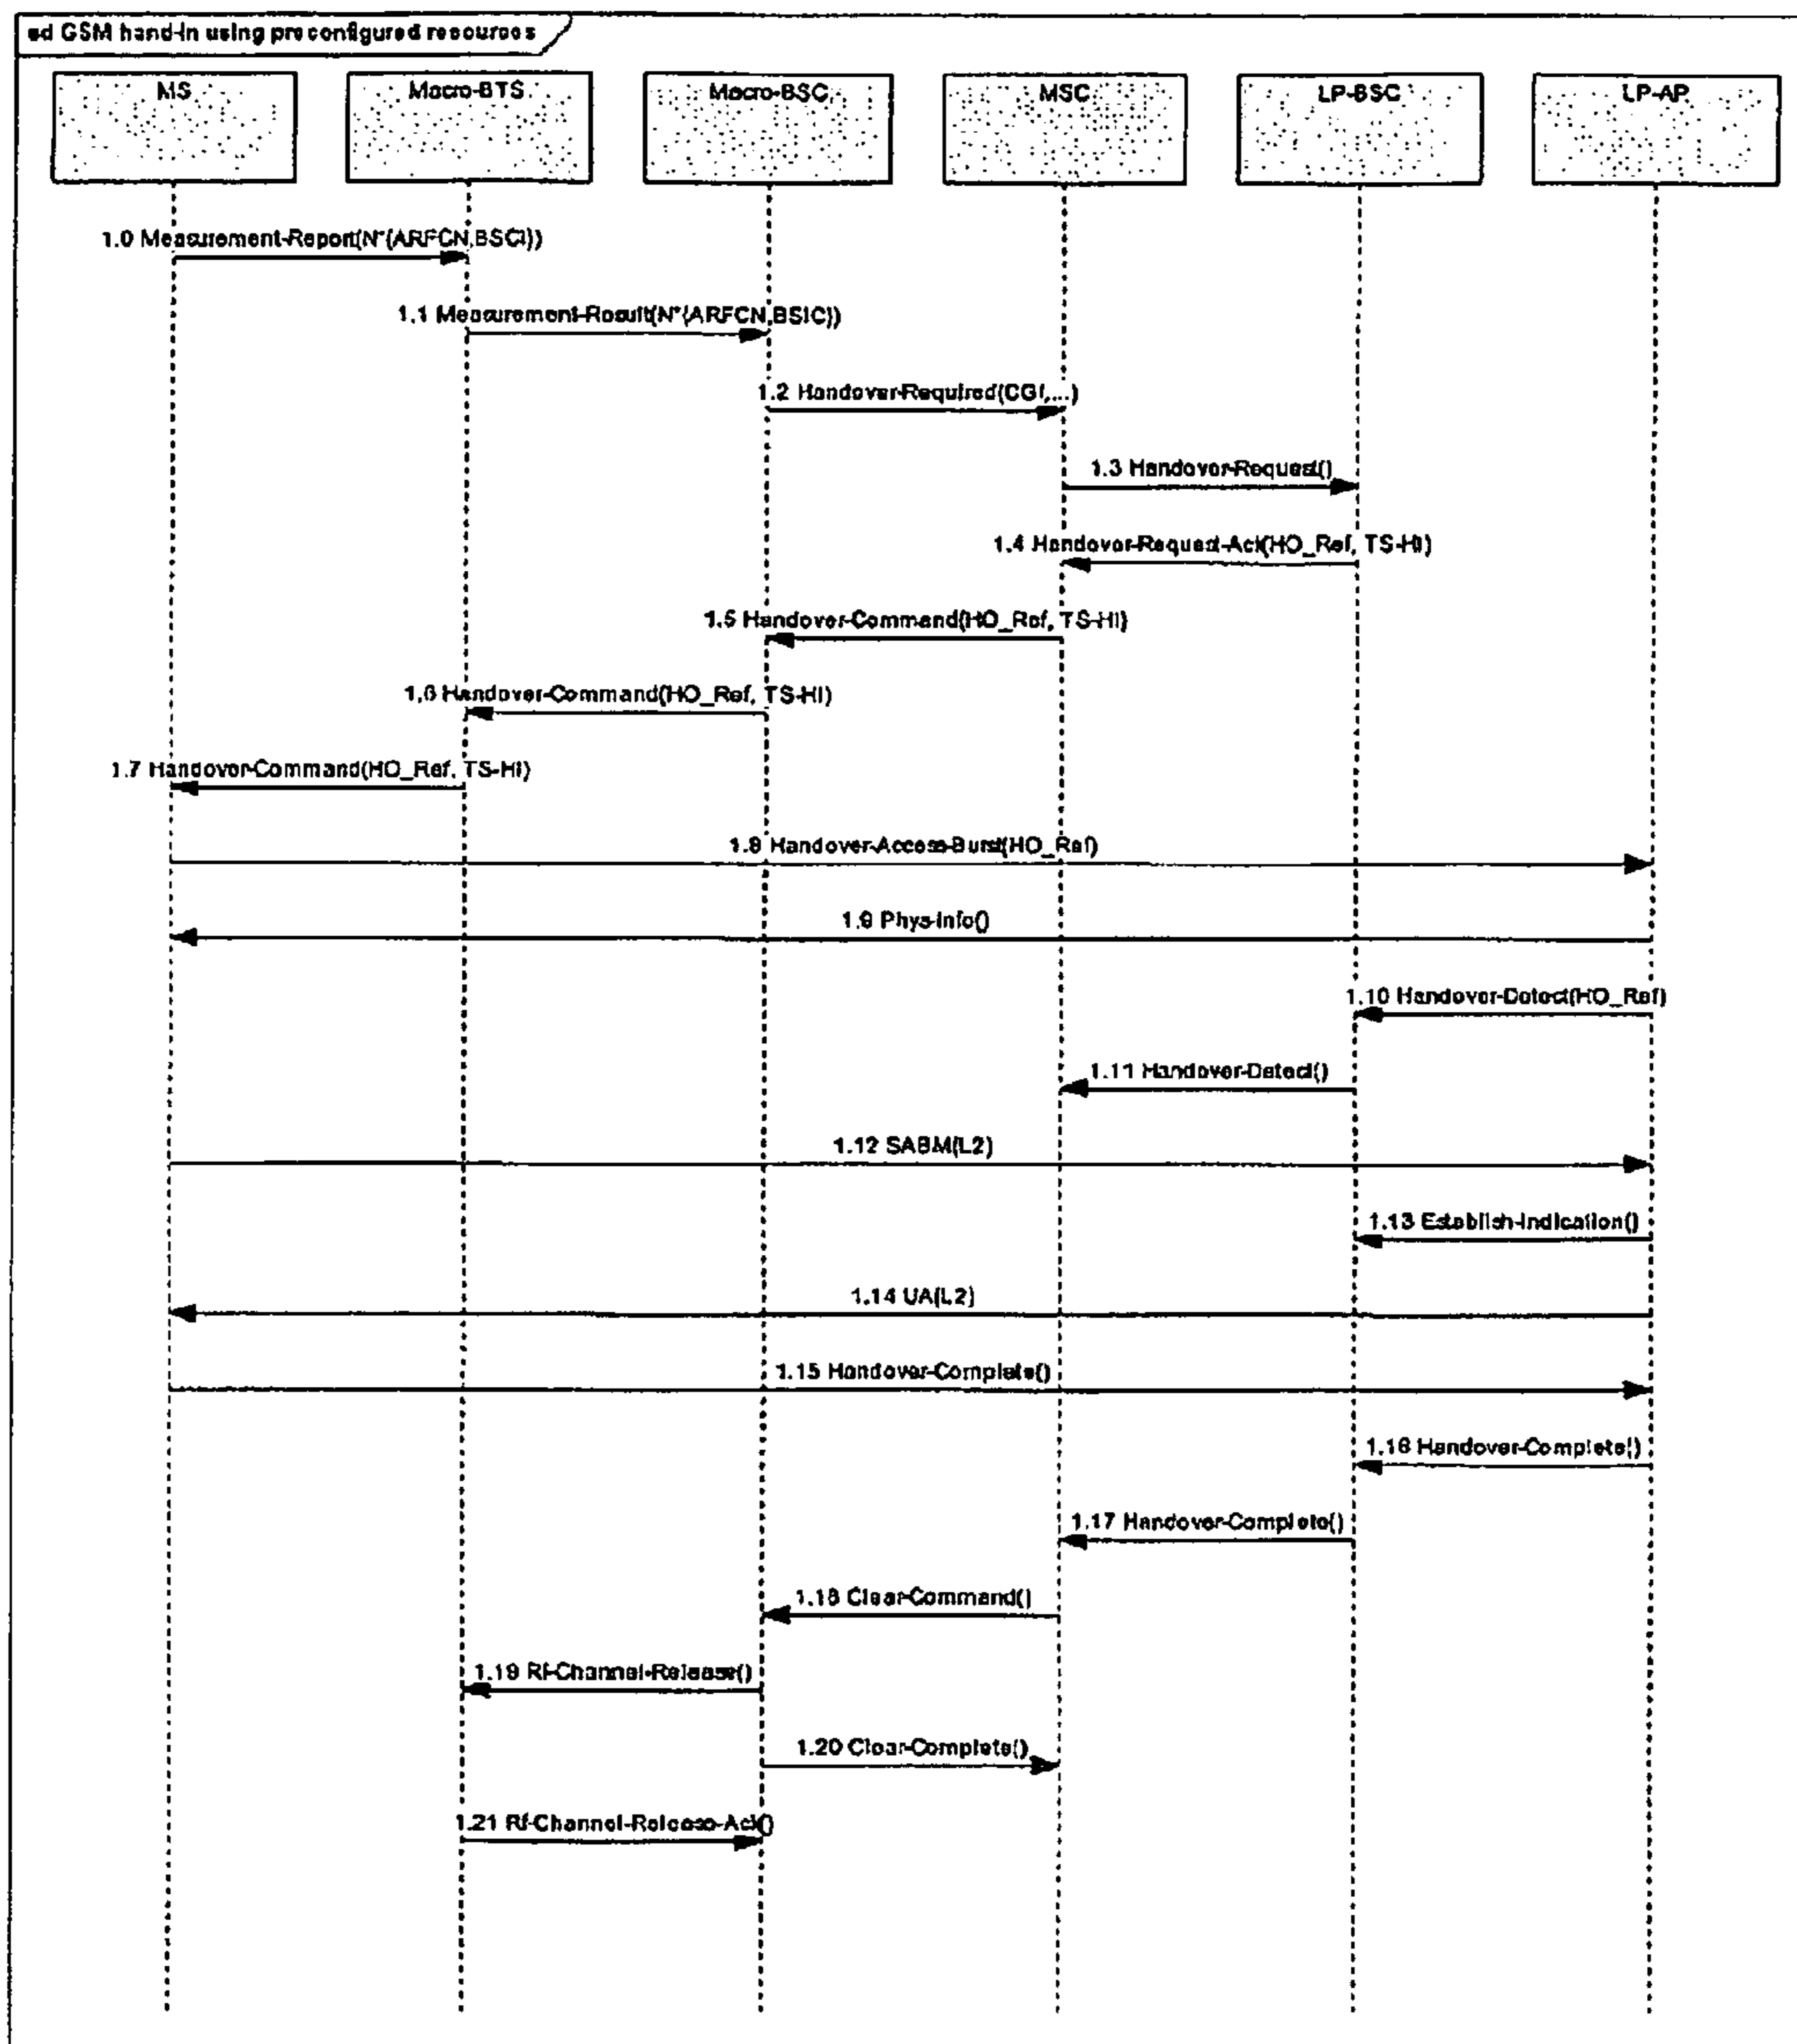 sd GSM hand-in using preconfigured resources
MS
Macro-BTS
Macro-BSC
MSC
LP-BSC
LP-AP
1.0 Measurement-Report(N*(ARFCN,BSCI))
1.1 Measurement-Result(N*(ARFCN,BSIC))
1.2 Handover-Required(CGI,...)
1.3 Handover-Request()
1.4 Handover-Request-Ack(HO_Ref, TS-HI)
1.5 Handover-Command(HO_Ref, TS-HI)
1.6 Handover-Command(HO_Ref, TS-HI)
1.7 Handover-Command(HO_Ref, TS-HI)
1.8 Handover-Access-Burst(HO_Ref)
1.9 Phys-Info()
1.10 Handover-Detect(HO_Ref)
1.11 Handover-Detect()
1.12 SABM(L2)
1.13 Establish-Indication()
1.14 UA(L2)
1.15 Handover-Complete()
1.16 Handover-Complete()
1.17 Handover-Complete()
1.18 Clear-Command()
1.19 Rf-Channel-Release()
1.20 Clear-Complete()
1.21 Rf-Channel-Release-Ack()